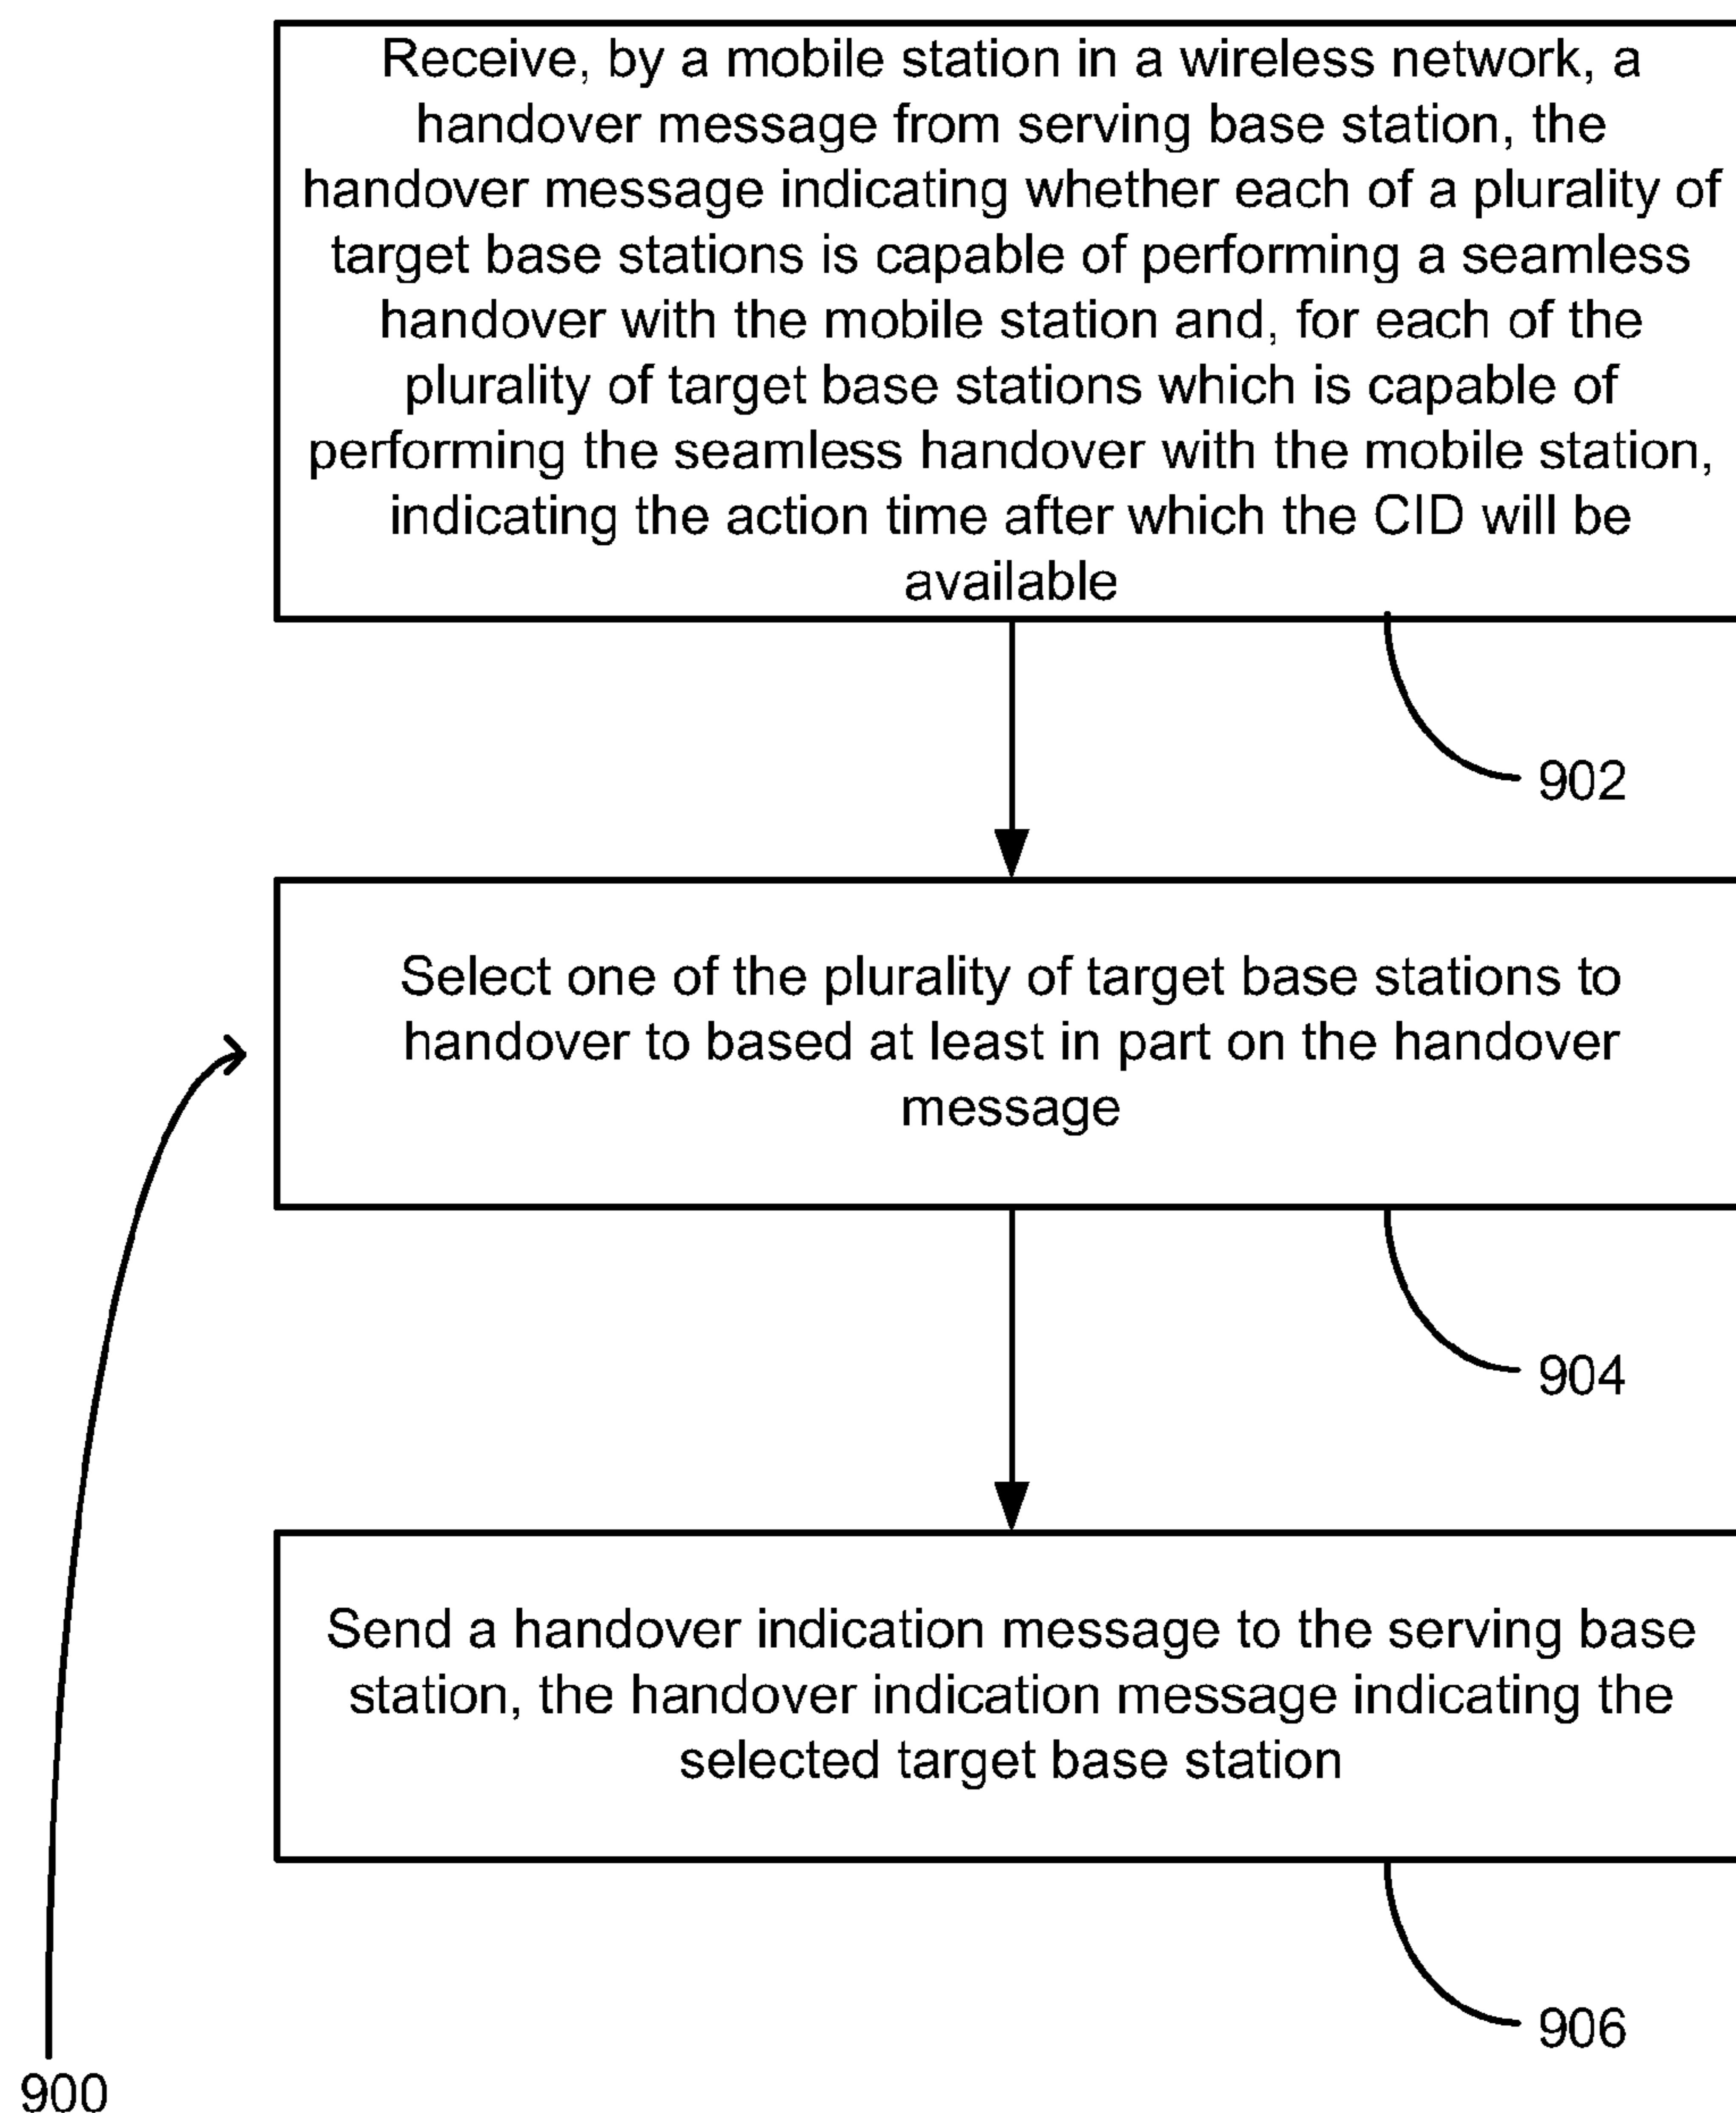 Receive, by a mobile station in a wireless network, a
handover message from serving base station, the
handover message indicating whether each of a plurality of
target base stations is capable of performing a seamless
handover with the mobile station and, for each of the
plurality of target base stations which is capable of
performing the seamless handover with the mobile station,
indicating the action time after which the CID will be
available
902
Select one of the plurality of target base stations to
handover to based at least in part on the handover
message
904
Send a handover indication message to the serving base
station, the handover indication message indicating the
selected target base station
906
900